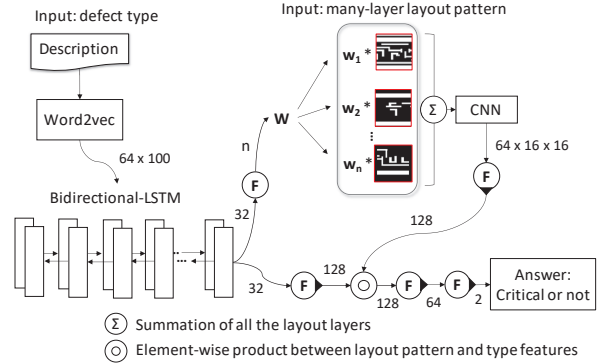 Input: defect type
Input: many-layer layout pattern
Description
Word2vec
64 x 100
Bidirectional-LSTM
w1 *
w2 *
⋮
wn *
W
n
F
32
Σ
CNN
64 x 16 x 16
F
128
32
F
128
128
F
64
F
2
Answer:
Critical or not
Σ Summation of all the layout layers
Element-wise product between layout pattern and type features